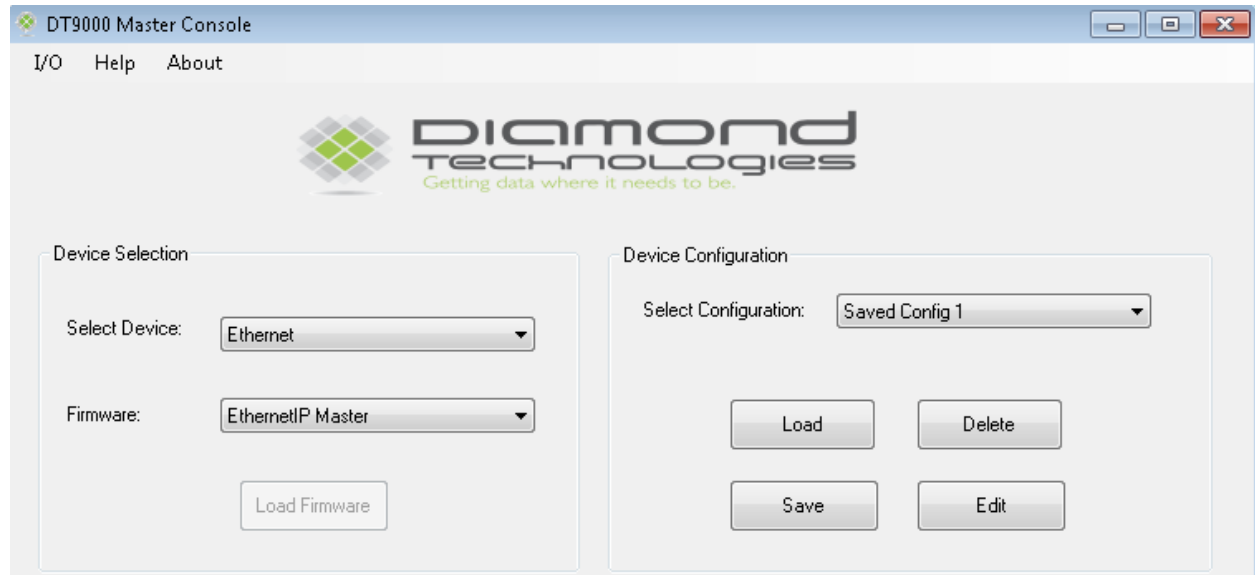 DT9000 Master Console
I/O Help About
Diamond
Technologies
Getting data where it needs to be.
Device Selection
Select Device: Ethernet
Firmware: EthernetIP Master
Load Firmware
Device Configuration
Select Configuration: Saved Config 1
Load Delete
Save Edit